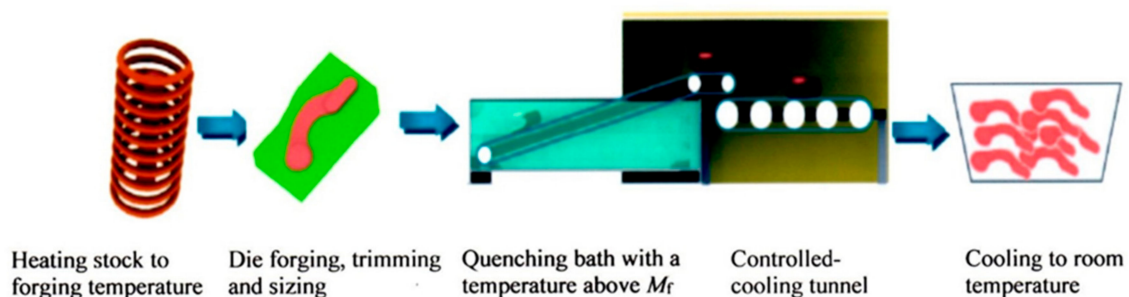 Heating stock to
forging temperature
Die forging, trimming
and sizing
Quenching bath with a
temperature above Mf
Controlled-
cooling tunnel
Cooling to room
temperature